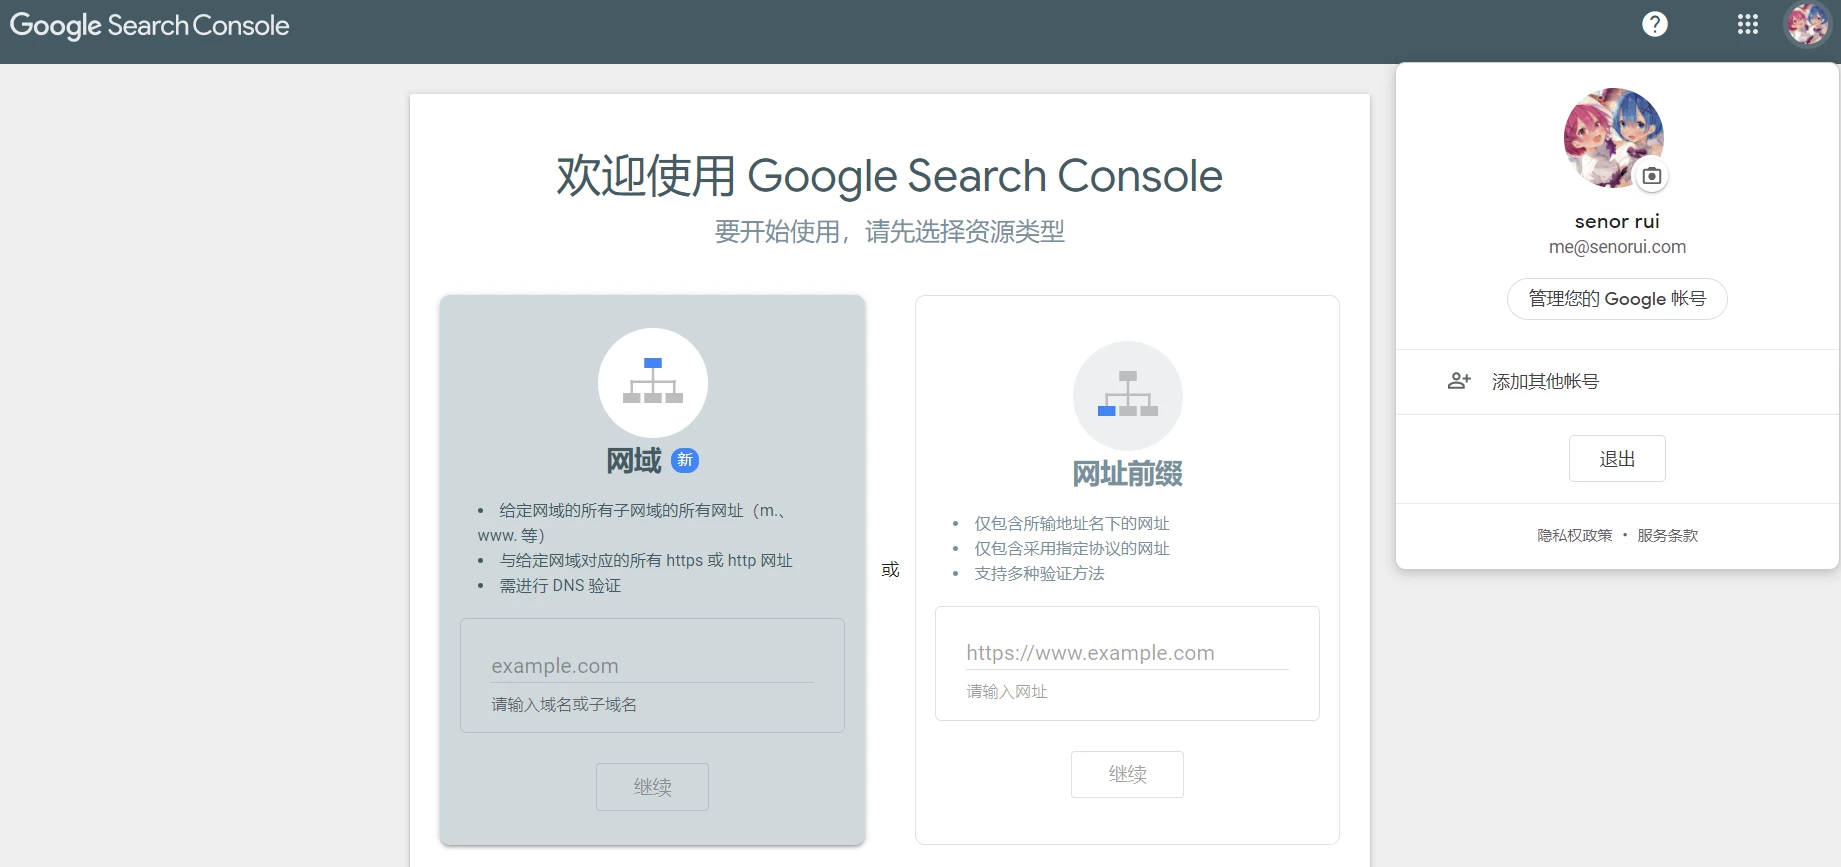 Google Search Console
欢迎使用 Google Search Console
要开始使用，请先选择资源类型
网域 新
• 给定网域的所有子网域的所有网址（m.、
www. 等）
• 与给定网域对应的所有 https 或 http 网址
• 需进行 DNS 验证
example.com
请输入域名或子域名
继续
或
网址前缀
• 仅包含所输地址名下的网址
• 仅包含采用指定协议的网址
• 支持多种验证方法
https://www.example.com
请输入网址
继续
senor rui
me@senorui.com
管理您的 Google 帐号
添加其他帐号
退出
隐私权政策 • 服务条款